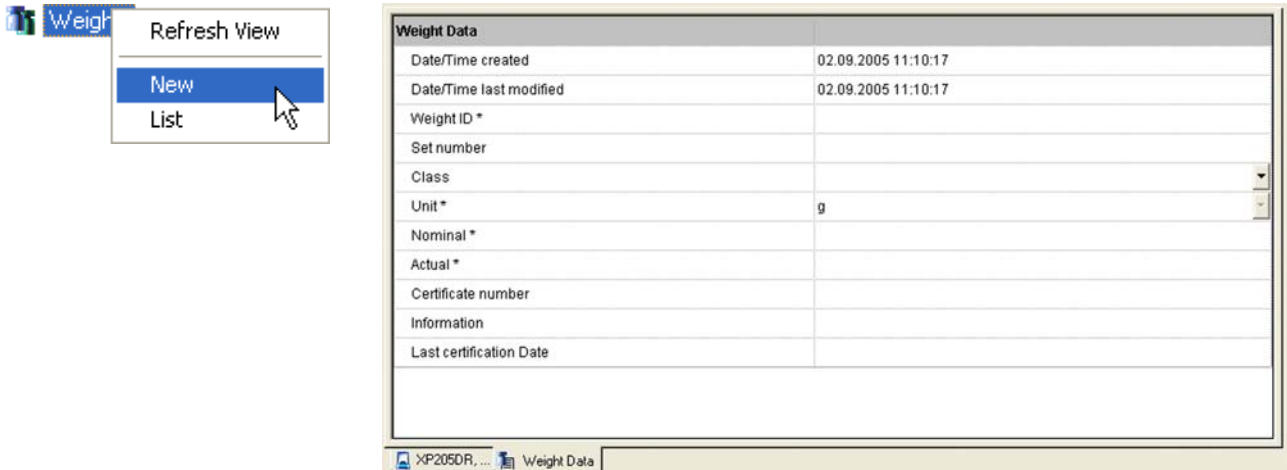 Weigh
Refresh View
New
List
Weight Data
Date/Time created 02.09.2005 11:10:17
Date/Time last modified 02.09.2005 11:10:17
Weight ID *
Set number
Class
Unit * g
Nominal *
Actual *
Certificate number
Information
Last certification Date
XP205DR, ... Weight Data